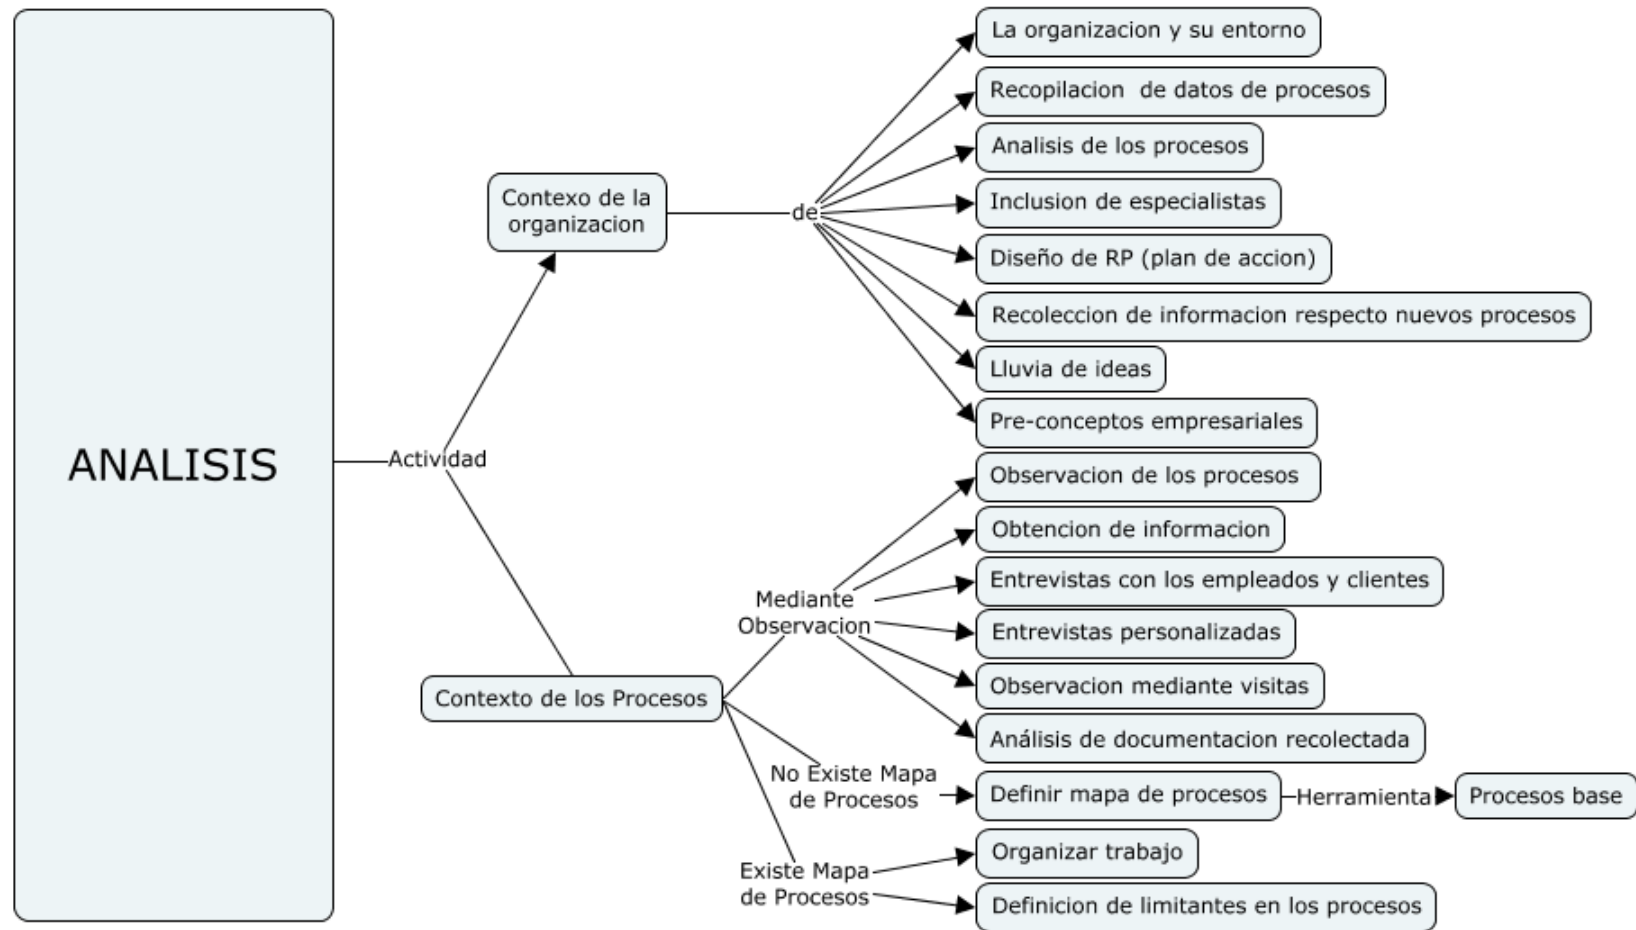 ANALISIS
Actividad
Contexo de la
organizacion
de
La organizacion y su entorno
Recopilacion de datos de procesos
Analisis de los procesos
Inclusion de especialistas
Diseño de RP (plan de accion)
Recoleccion de informacion respecto nuevos procesos
Lluvia de ideas
Pre-conceptos empresariales
Contexto de los Procesos
Mediante
Observacion
Observacion de los procesos
Obtencion de informacion
Entrevistas con los empleados y clientes
Entrevistas personalizadas
Observacion mediante visitas
Análisis de documentacion recolectada
No Existe Mapa
de Procesos
Definir mapa de procesos
Herramienta
Procesos base
Existe Mapa
de Procesos
Organizar trabajo
Definicion de limitantes en los procesos